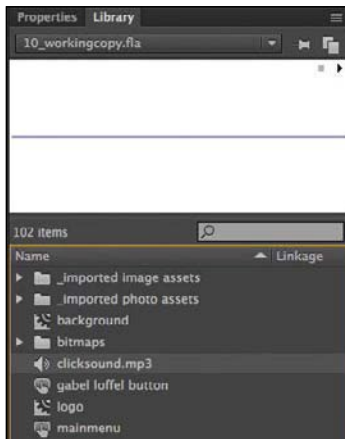 Properties Library
10_workingcopy.fla
102 items
Name Linkage
_imported image assets
_imported photo assets
background
bitmaps
clicksound.mp3
gabel loffel button
logo
mainmenu